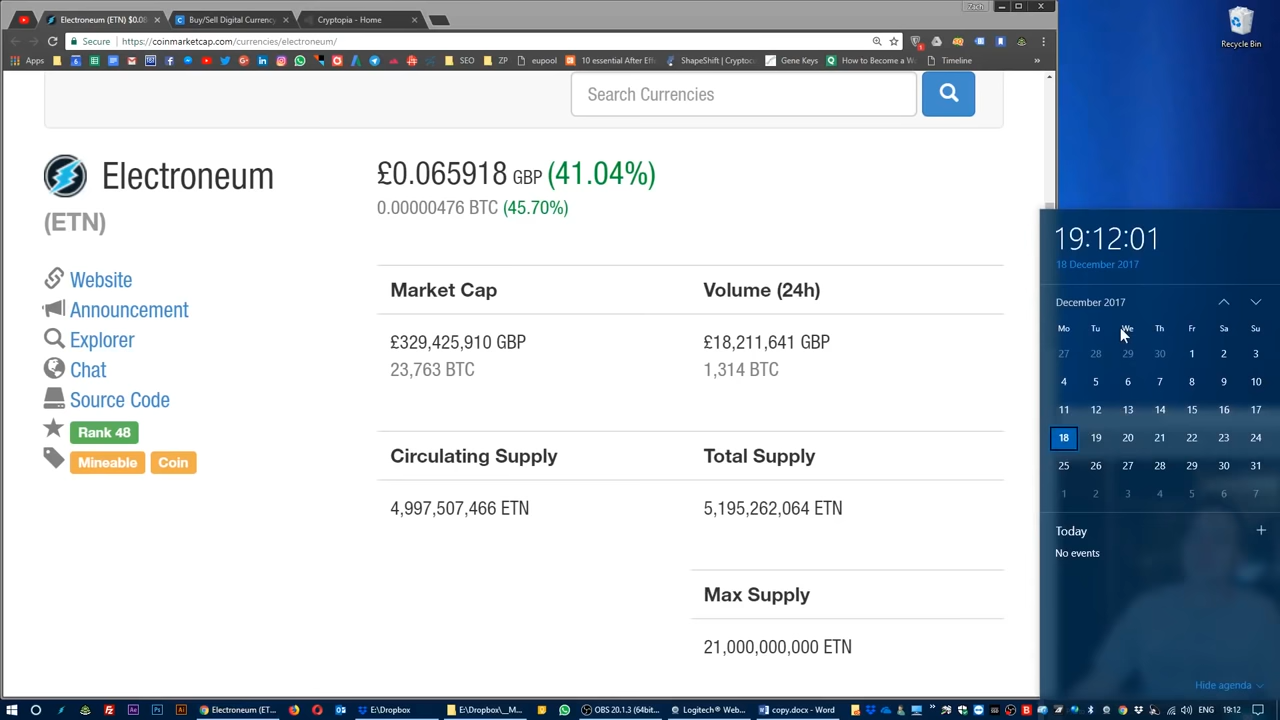 Electroneum (ETN) $0.08
Buy/Sell Digital Currency
Cryptopia - Home
Zach
Secure
https://coinmarketcap.com/currencies/electroneum/
Apps
SEO
ZP
eupool
10 essential After Eff
ShapeShift | Cryptoc
Gene Keys
How to Become a W
Timeline
»
Recycle Bin
Search Currencies
Electroneum
(ETN)
£0.065918 GBP (41.04%)
0.00000476 BTC (45.70%)
Website
Announcement
Explorer
Chat
Source Code
Rank 48
Mineable Coin
Market Cap
£329,425,910 GBP
23,763 BTC
Volume (24h)
£18,211,641 GBP
1,314 BTC
Circulating Supply
4,997,507,466 ETN
Total Supply
5,195,262,064 ETN
Max Supply
21,000,000,000 ETN
19:12:01
18 December 2017
December 2017
Mo Tu We Th Fr Sa Su
27 28 29 30 1 2 3
4 5 6 7 8 9 10
11 12 13 14 15 16 17
18 19 20 21 22 23 24
25 26 27 28 29 30 31
1 2 3 4 5 6 7
Today
No events
Hide agenda
Electroneum (ET...
E:\Dropbox
E:\Dropbox\_M...
OBS 20.1.3 (64bit...
Logitech® Web...
copy.docx - Word
ENG
19:12